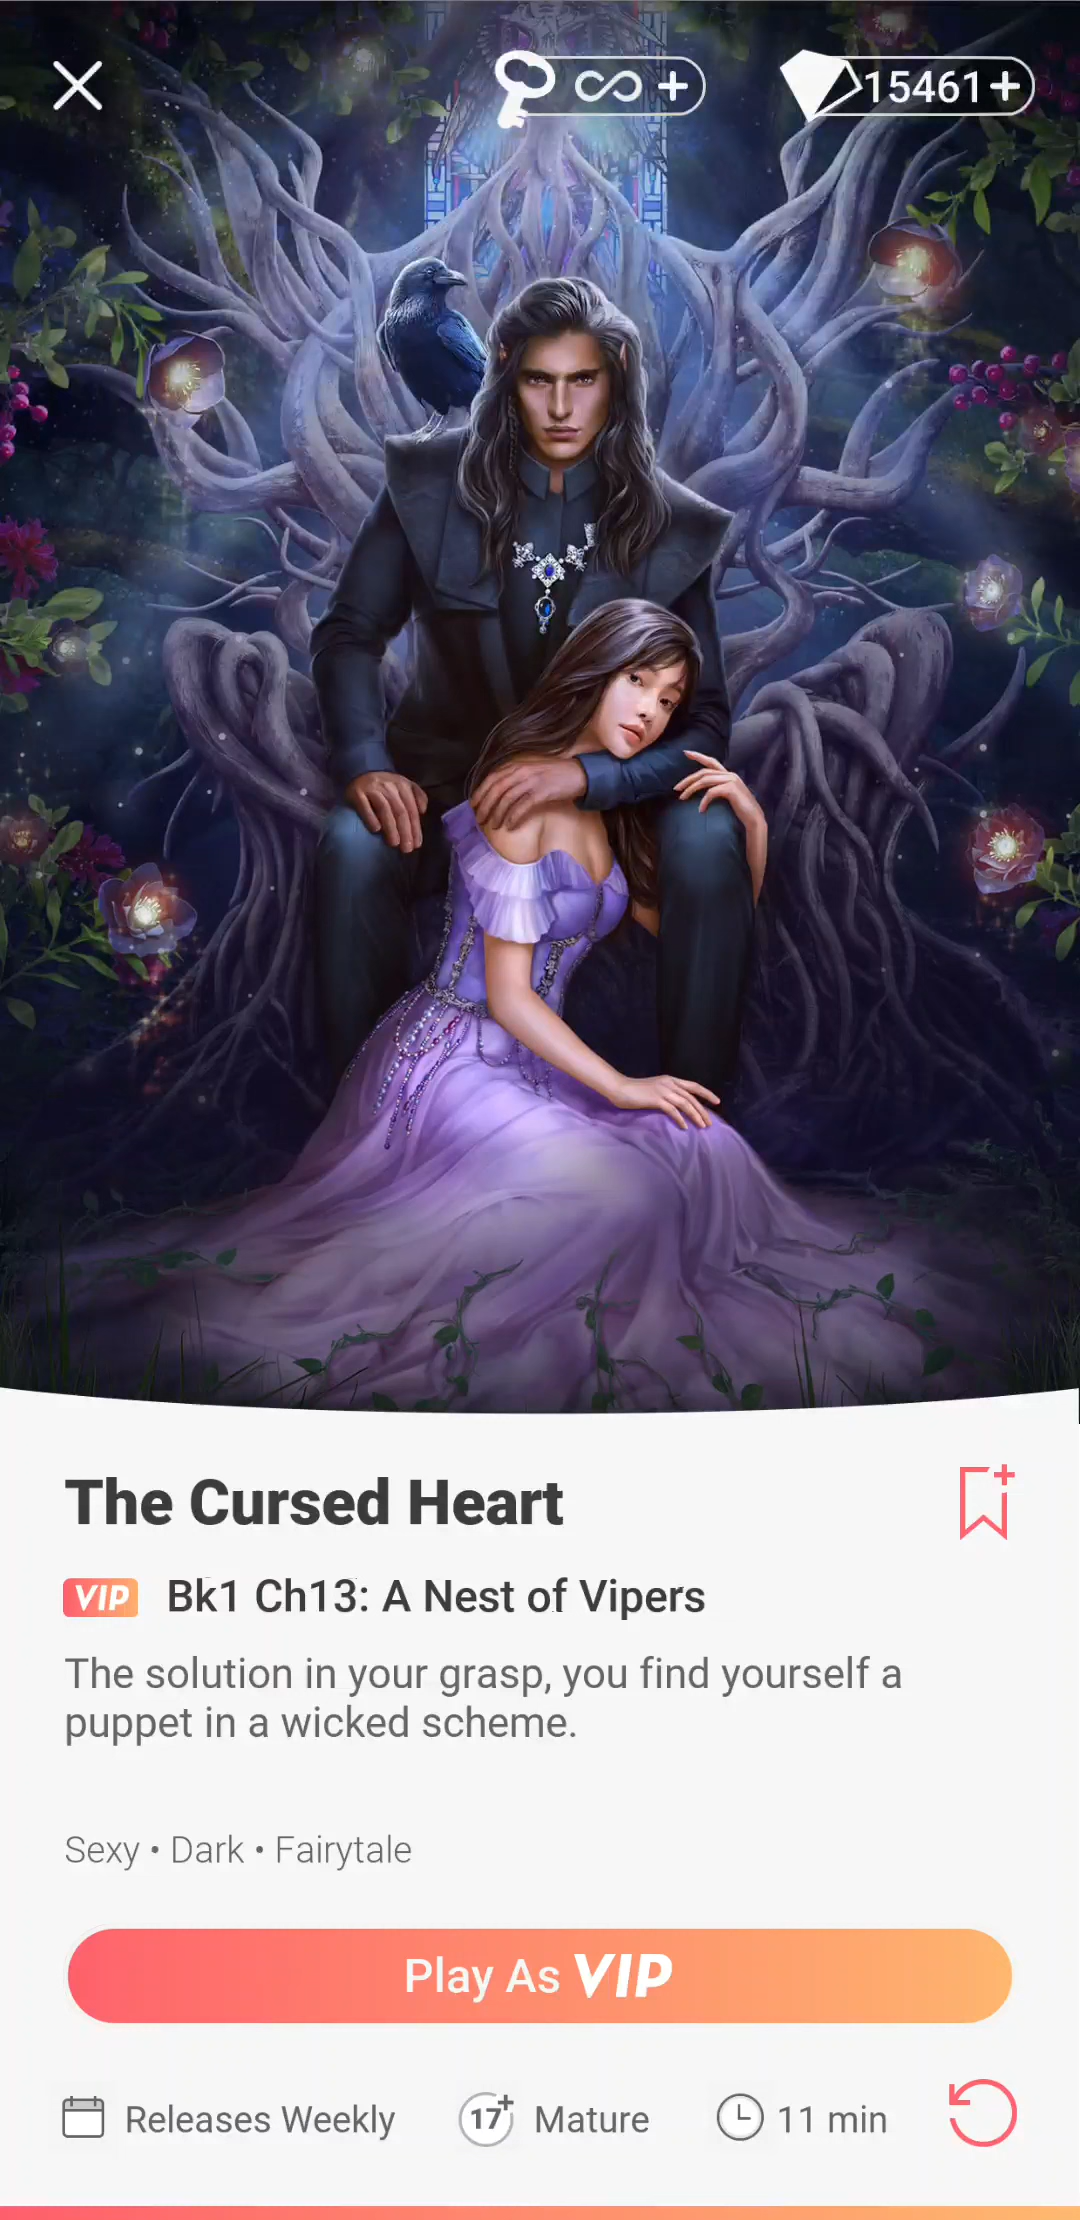 15461
The Cursed Heart
VIP Bk1 Ch13: A Nest of Vipers
The solution in your grasp, you find yourself a
puppet in a wicked scheme.
Sexy • Dark • Fairytale
Play As VIP
Releases Weekly 17+ Mature 11 min